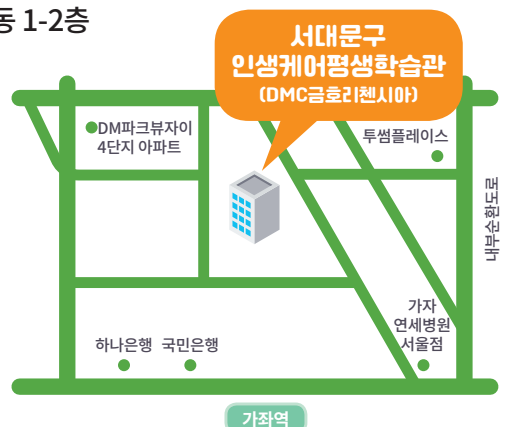 동 1-2층
서대문구
인생케어평생학습관
(DMC금호리첸시아)
DM파크뷰자이
4단지 아파트
투썸플레이스
내부순환도로
가자
연세병원
서울점
하나은행 국민은행
가좌역